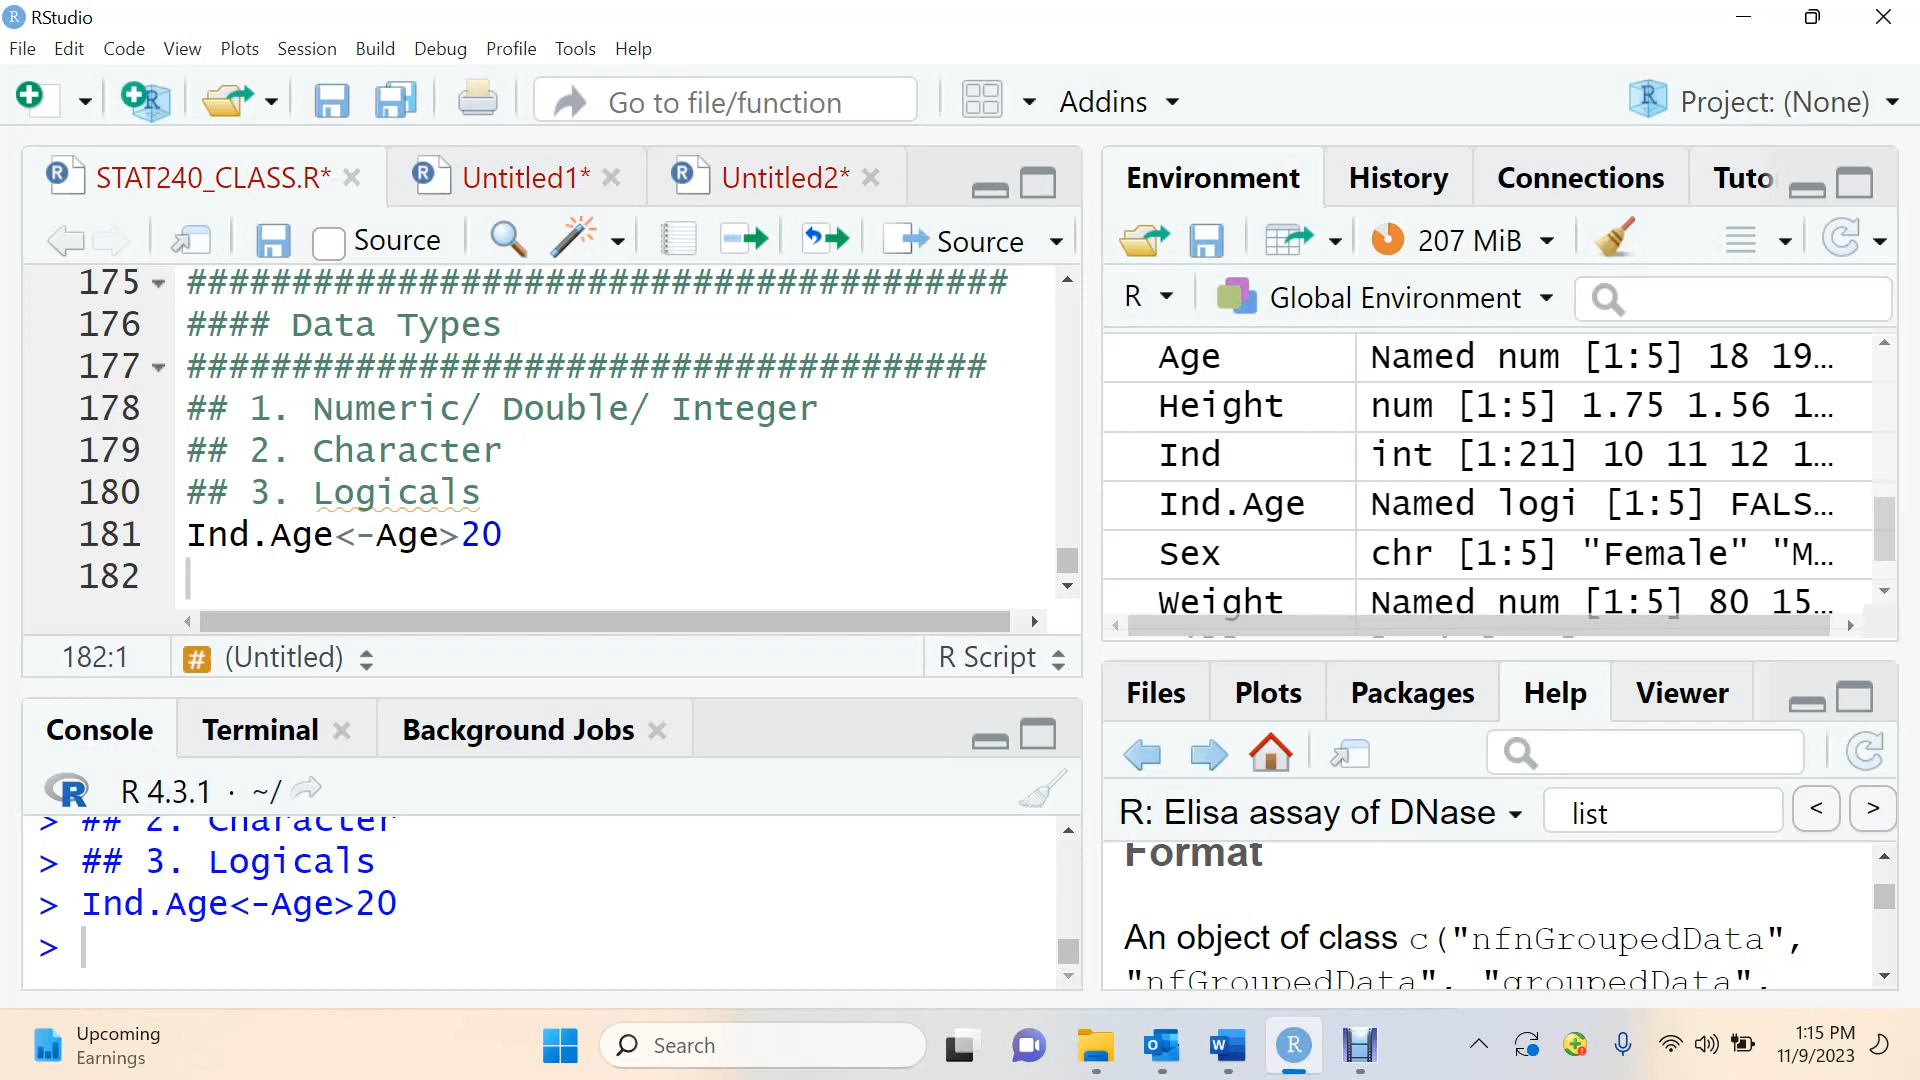 RStudio
File Edit Code View Plots Session Build Debug Profile Tools Help
Go to file/function
Addins
Project: (None)
STAT240_CLASS.R*
Untitled1*
Untitled2*
Source
Source
175 #######################################
176 #### Data Types
177 ######################################
178 ## 1. Numeric/ Double/ Integer
179 ## 2. Character
180 ## 3. Logicals
181 Ind.Age<-Age>20
182
182:1 # (Untitled) R Script
Console Terminal Background Jobs
R 4.3.1 · ~/
> ## 2. Character
> ## 3. Logicals
> Ind.Age<-Age>20
>
Environment History Connections Tuto
207 MiB
R Global Environment
Age Named num [1:5] 18 19…
Height num [1:5] 1.75 1.56 1…
Ind int [1:21] 10 11 12 1…
Ind.Age Named logi [1:5] FALS…
Sex chr [1:5] "Female" "M…
Weight Named num [1:5] 80 15…
Files Plots Packages Help Viewer
R: Elisa assay of DNase list < >
Format
An object of class c("nfnGroupedData",
"nfGroupedData", "groupedData",
Upcoming
Earnings
Search
1:15 PM
11/9/2023